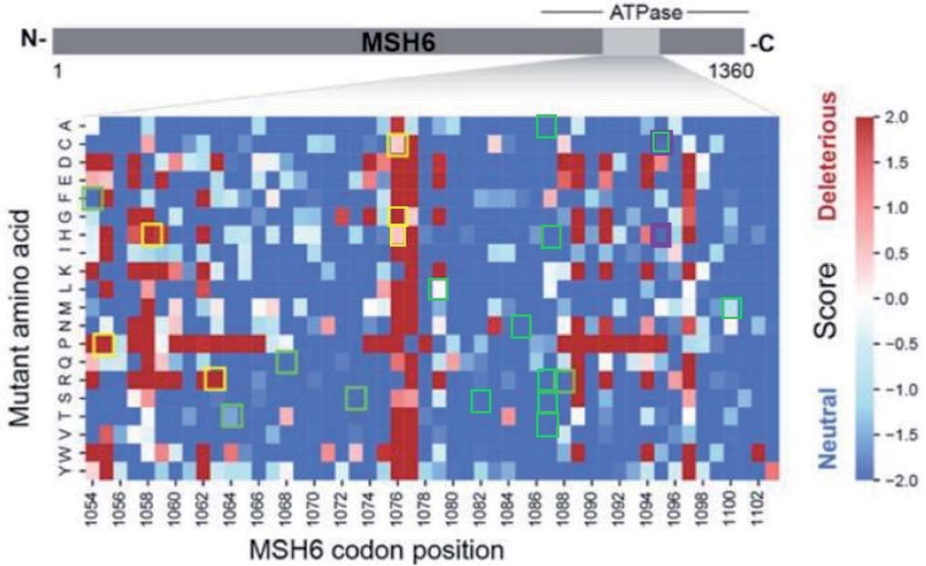 ATPase
N- MSH6 -C
1 1360
Mutant amino acid
A
C
D
E
F
G
H
I
K
L
M
N
P
Q
R
S
T
V
W
Y
1054 1056 1058 1060 1062 1064 1066 1068 1070 1072 1074 1076 1078 1080 1082 1084 1086 1088 1090 1092 1094 1096 1098 1100 1102
MSH6 codon position
Neutral Score Deleterious
2.0
1.5
1.0
0.5
0.0
−0.5
−1.0
−1.5
−2.0